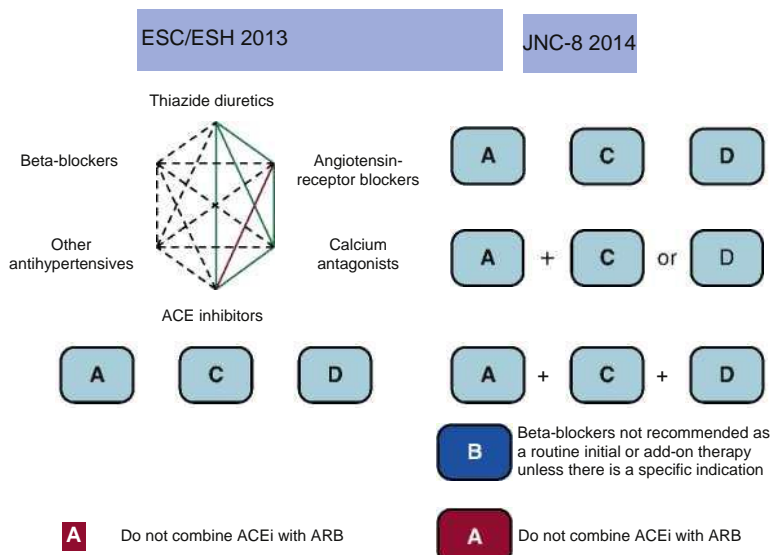 ESC/ESH 2013
JNC-8 2014
Thiazide diuretics
Beta-blockers
Angiotensin-
receptor blockers
Other
antihypertensives
Calcium
antagonists
ACE inhibitors
A C D
A + C or D
A C D
A + C + D
B
Beta-blockers not recommended as
a routine initial or add-on therapy
unless there is a specific indication
A Do not combine ACEi with ARB
A Do not combine ACEi with ARB